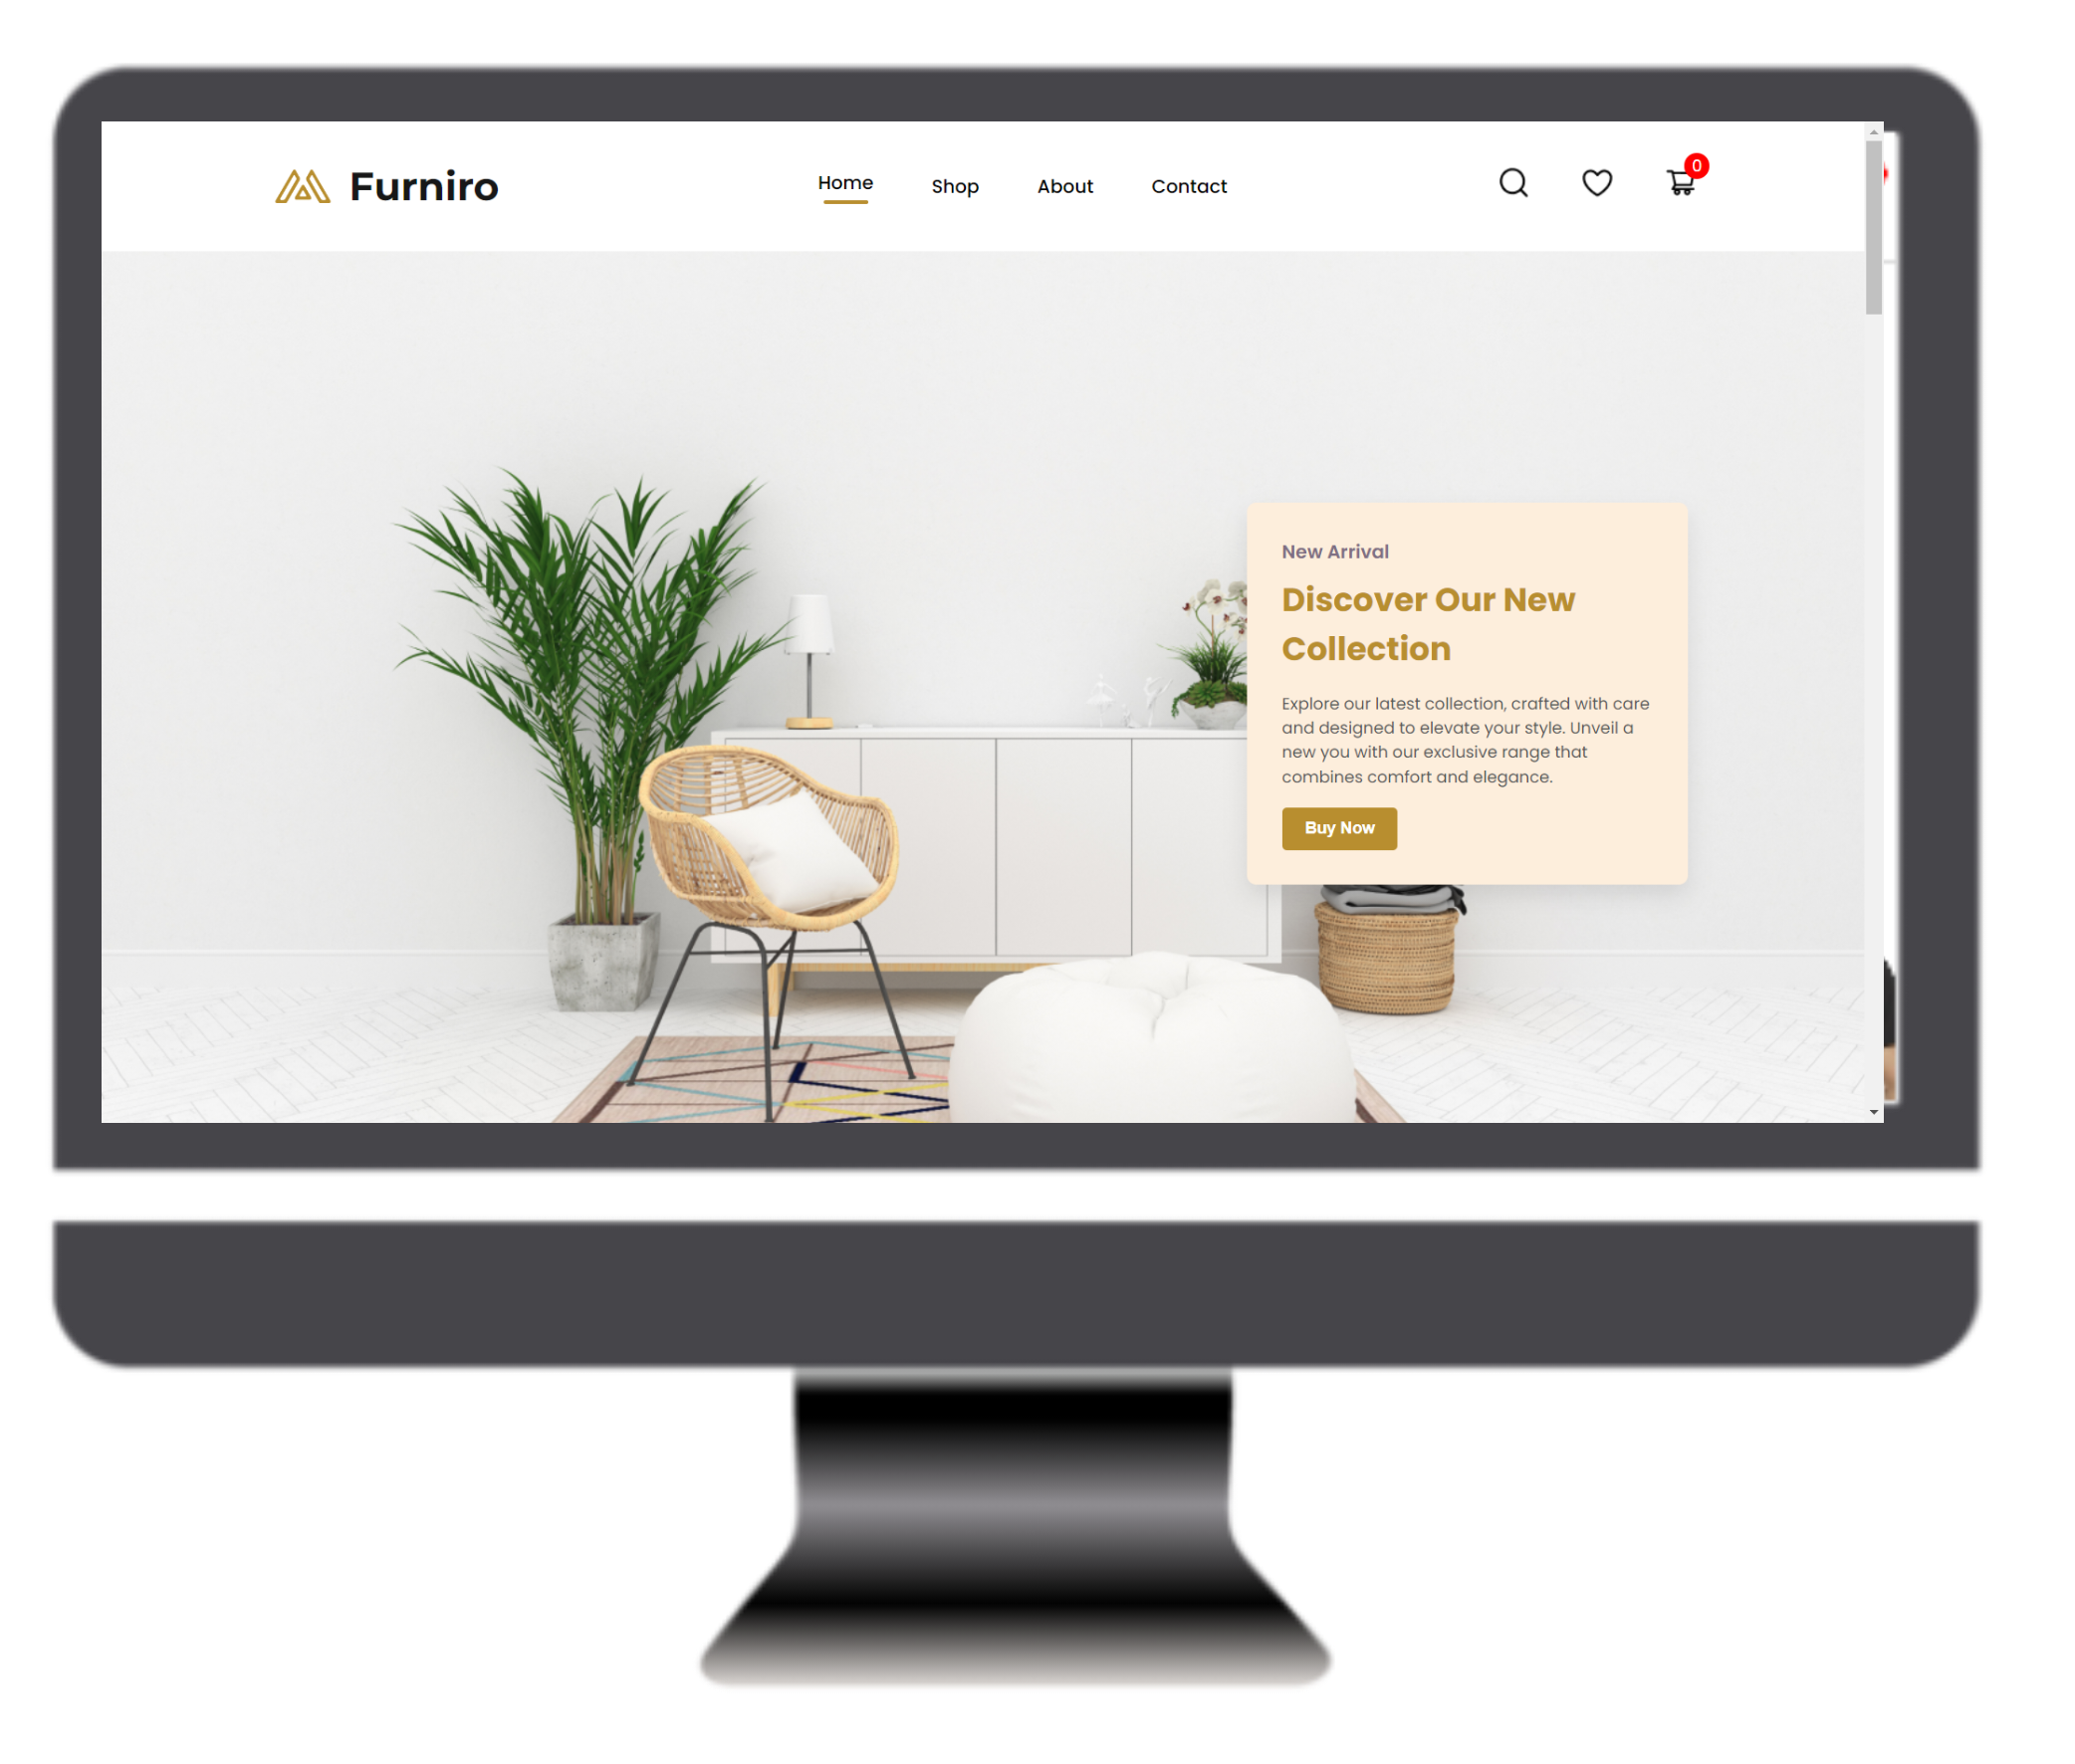 Furniro
Home Shop About Contact
0
New Arrival
Discover Our New
Collection
Explore our latest collection, crafted with care
and designed to elevate your style. Unveil a
new you with our exclusive range that
combines comfort and elegance.
Buy Now